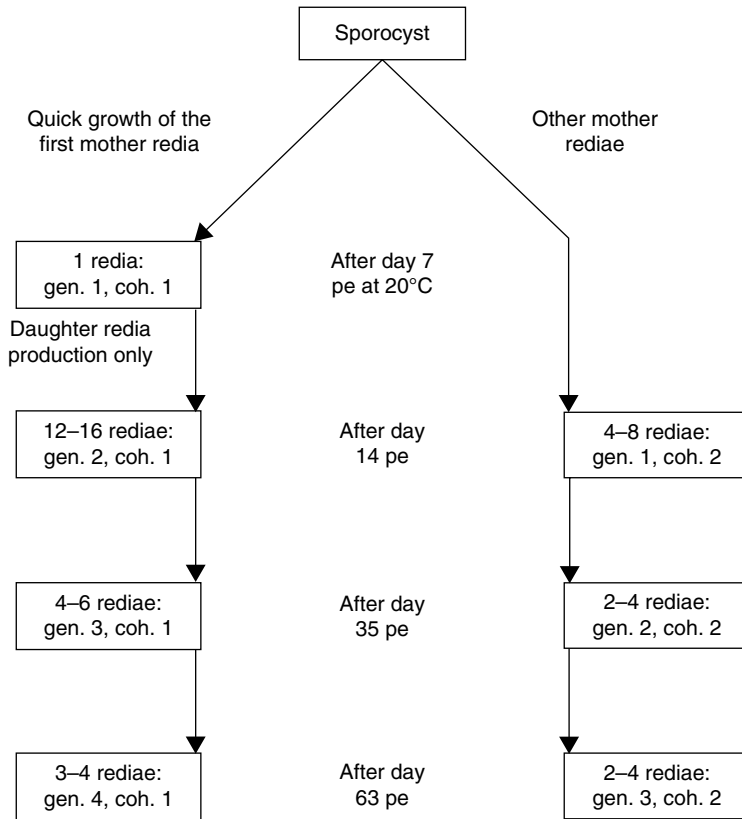 Sporocyst
Quick growth of the
first mother redia
Other mother
rediae
1 redia:
gen. 1, coh. 1
After day 7
pe at 20°C
Daughter redia
production only
12–16 rediae:
gen. 2, coh. 1
After day
14 pe
4–8 rediae:
gen. 1, coh. 2
4–6 rediae:
gen. 3, coh. 1
After day
35 pe
2–4 rediae:
gen. 2, coh. 2
3–4 rediae:
gen. 4, coh. 1
After day
63 pe
2–4 rediae:
gen. 3, coh. 2